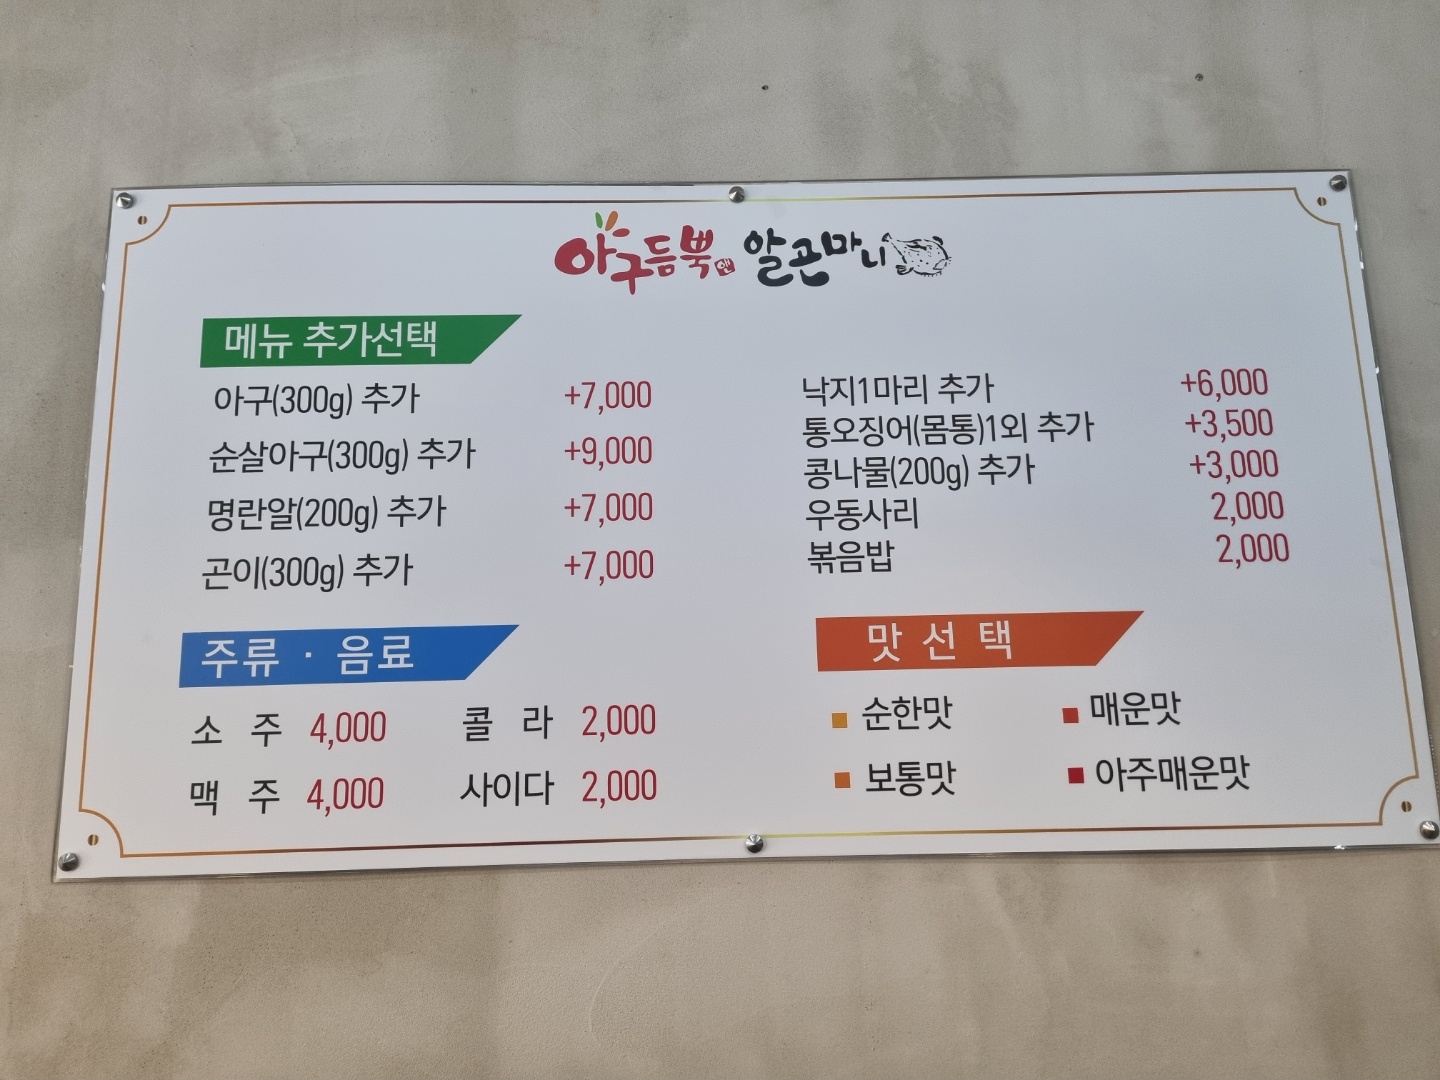 아구듬뿍앤 알곤마니
메뉴 추가선택
아구(300g) 추가 +7,000
순살아구(300g) 추가 +9,000
명란알(200g) 추가 +7,000
곤이(300g) 추가 +7,000
낙지1마리 추가 +6,000
통오징어(몸통)1외 추가 +3,500
콩나물(200g) 추가 +3,000
우동사리 2,000
볶음밥 2,000
주류 · 음료
소 주 4,000 콜 라 2,000
맥 주 4,000 사이다 2,000
맛 선 택
순한맛 매운맛
보통맛 아주매운맛